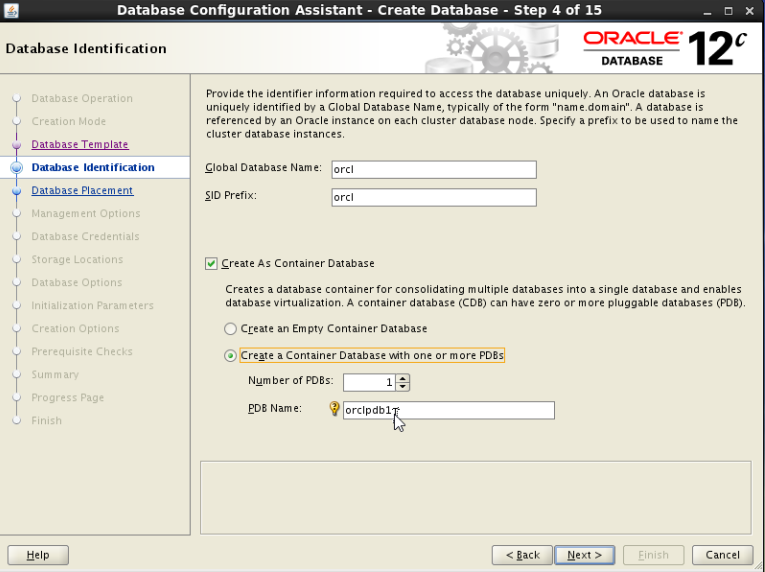 Database Configuration Assistant - Create Database - Step 4 of 15
Database Identification
ORACLE
DATABASE
12c
Database Operation
Creation Mode
Database Template
Database Identification
Database Placement
Management Options
Database Credentials
Storage Locations
Database Options
Initialization Parameters
Creation Options
Prerequisite Checks
Summary
Progress Page
Finish
Provide the identifier information required to access the database uniquely. An Oracle database is
uniquely identified by a Global Database Name, typically of the form "name.domain". A database is
referenced by an Oracle instance on each cluster database node. Specify a prefix to be used to name the
cluster database instances.
Global Database Name: orcl
SID Prefix: orcl
Create As Container Database
Creates a database container for consolidating multiple databases into a single database and enables
database virtualization. A container database (CDB) can have zero or more pluggable databases (PDB).
Create an Empty Container Database
Create a Container Database with one or more PDBs
Number of PDBs: 1
PDB Name: orclpdb1
Help
< Back
Next >
Finish
Cancel